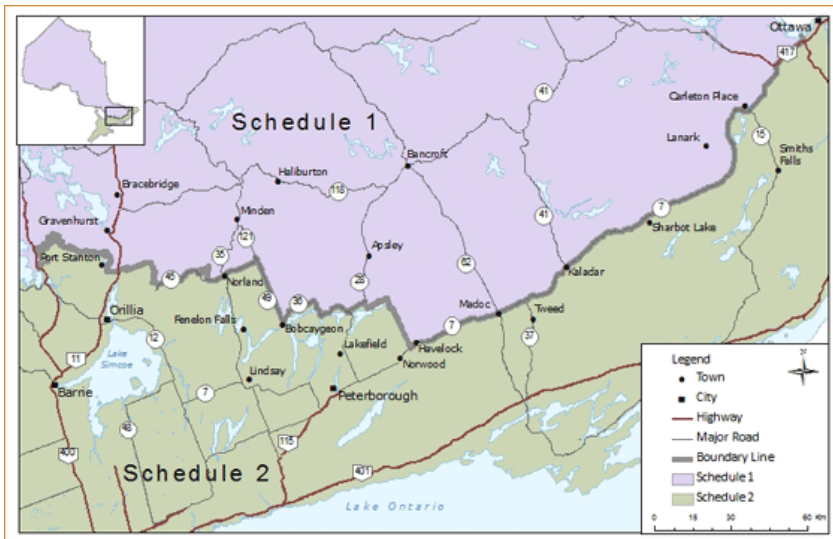 Ottawa
417
Carleton Place
41
Schedule 1
Lanark
15
Smiths
Falls
Bancroft
Haliburton
118
Bracebridge
Minden
41
7
Gravenhurst
121
Sharbot Lake
Apsley
62
35
Port Stanton
45
Norland
28
Kaladar
49
36
Madoc
Tweed
Orillia
Fenelon Falls
Bobcaygeon
7
37
12
Lakefield
Havelock
Norwood
11
Lake
Simcoe
Lindsay
Barrie
7
Peterborough
48
400
115
Schedule 2
401
Lake Ontario
N
Legend
Town
City
Highway
Major Road
Boundary Line
Schedule 1
Schedule 2
0 15 30 60 Km